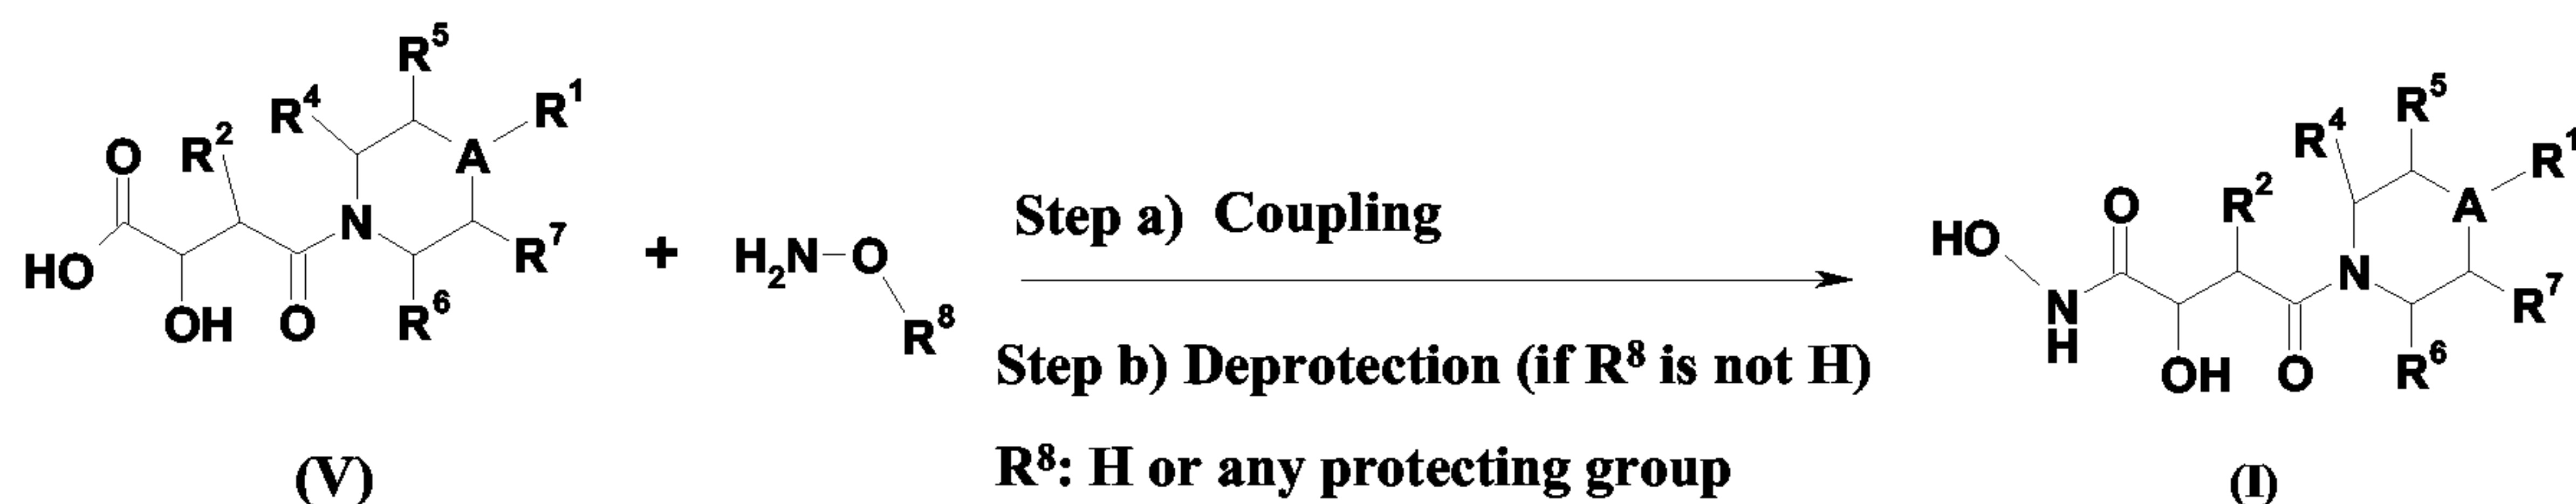 R⁵
R⁴ R¹
O R² A
N
HO R⁷
OH O R⁶
+
H₂N O
R⁸
Step a) Coupling
Step b) Deprotection (if R⁸ is not H)
R⁸: H or any protecting group
R⁵
R⁴ R¹
O R² A
HO N
N R⁷
H
OH O R⁶
(V)
(I)